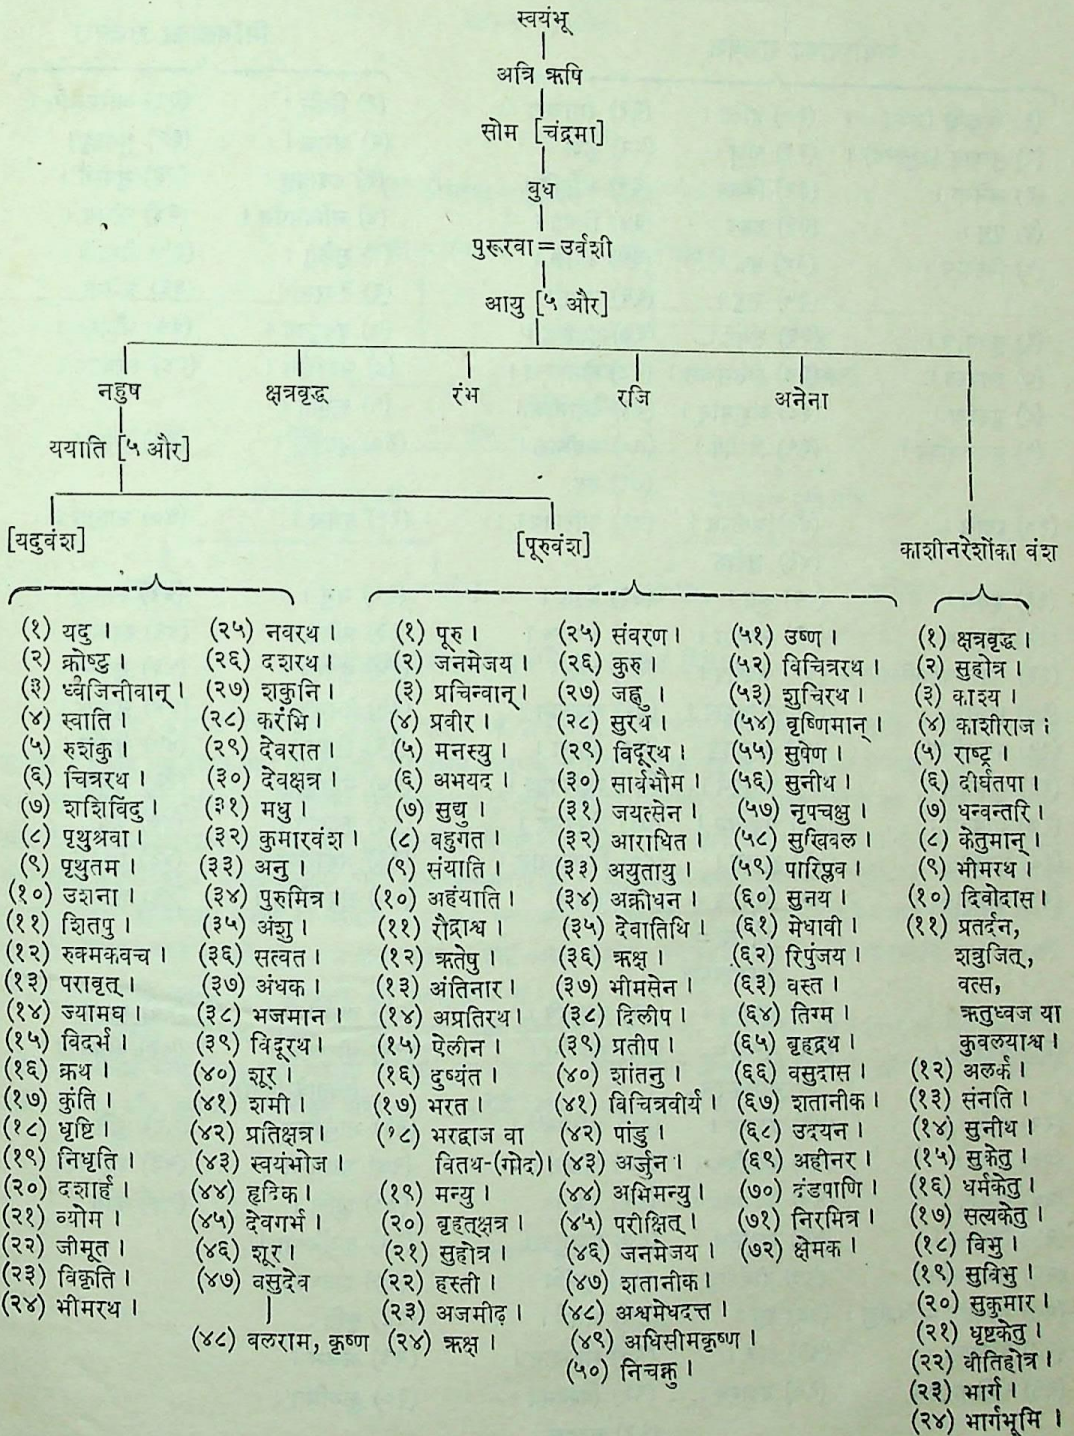 स्वयंभू
अत्रि ऋषि
सोम [चंद्रमा]
बुध
पुरूरवा = उर्वशी
आयु [५ और]
नहुष क्षत्रवृद्ध रंभ रजि अनेना
ययाति [५ और]
[यदुवंश] [पूरुवंश] काशीनरेशोंका वंश
(१) यदु ।
(२) क्रोष्टु ।
(३) ध्वजिनीवान् ।
(४) स्वाति ।
(५) रुशंकु ।
(६) चित्ररथ ।
(७) शशिविंदु ।
(८) पृथुश्रवा ।
(९) पृथुतम ।
(१०) उशना ।
(११) शितपु ।
(१२) रुक्मकवच ।
(१३) परावृत् ।
(१४) ज्यामघ ।
(१५) विदर्भ ।
(१६) क्रथ ।
(१७) कुंति ।
(१८) धृष्टि ।
(१९) निधृति ।
(२०) दशार्ह ।
(२१) व्योम ।
(२२) जीमूत ।
(२३) विकृति ।
(२४) भीमरथ ।
(२५) नवरथ ।
(२६) दशरथ ।
(२७) शकुनि ।
(२८) करंभि ।
(२९) देवरात ।
(३०) देवक्षत्र ।
(३१) मधु ।
(३२) कुमारवंश ।
(३३) अनु ।
(३४) पुरुमित्र ।
(३५) अंशु ।
(३६) सत्वत ।
(३७) अंधक ।
(३८) भजमान ।
(३९) विदूरथ ।
(४०) शूर ।
(४१) शमी ।
(४२) प्रतिक्षत्र ।
(४३) स्वयंभोज ।
(४४) हृदिक ।
(४५) देवगर्भ ।
(४६) शूर ।
(४७) वसुदेव
(४८) वलराम, कृष्ण
(१) पूरु ।
(२) जनमेजय ।
(३) प्रचिन्वान् ।
(४) प्रवीर ।
(५) मनस्यु ।
(६) अभयद ।
(७) सुद्यु ।
(८) वहुगत ।
(९) संयाति ।
(१०) अहंयाति ।
(११) रौद्राश्व ।
(१२) ऋतेषु ।
(१३) अंतिनार ।
(१४) अप्रतिरथ ।
(१५) ऐलीन ।
(१६) दुष्यंत ।
(१७) भरत ।
(१८) भरद्वाज वा
वितथ-(गोद)।
(१९) मन्यु ।
(२०) वृहत्क्षत्र ।
(२१) सुहोत्र ।
(२२) हस्ती ।
(२३) अजमीढ़ ।
(२४) ऋक्ष ।
(२५) संवरण ।
(२६) कुरु ।
(२७) जह्नु ।
(२८) सुरथ ।
(२९) विदूरथ ।
(३०) सार्वभौम ।
(३१) जयत्सेन ।
(३२) आराधित ।
(३३) अयुतायु ।
(३४) अक्रोधन ।
(३५) देवातिथि ।
(३६) ऋक्ष ।
(३७) भीमसेन ।
(३८) दिलीप ।
(३९) प्रतीप ।
(४०) शांतनु ।
(४१) विचित्रवीर्य ।
(४२) पांडु ।
(४३) अर्जुन ।
(४४) अभिमन्यु ।
(४५) परीक्षित् ।
(४६) जनमेजय ।
(४७) शतानीक ।
(४८) अश्वमेधदत्त ।
(४९) अधिसीमकृष्ण ।
(५०) निचक्नु ।
(५१) उष्ण ।
(५२) विचित्ररथ ।
(५३) शुचिरथ ।
(५४) वृष्णिमान् ।
(५५) सुषेण ।
(५६) सुनीथ ।
(५७) नृपचक्षु ।
(५८) सुखिवल ।
(५९) पारिप्लव ।
(६०) सुनय ।
(६१) मेधावी ।
(६२) रिपुंजय ।
(६३) वस्त ।
(६४) तिग्म ।
(६५) वृहद्रथ ।
(६६) वसुदास ।
(६७) शतानीक ।
(६८) उदयन ।
(६९) अहीनर ।
(७०) दंडपाणि ।
(७१) निरमित्र ।
(७२) क्षेमक ।
(१) क्षत्रवृद्ध ।
(२) सुहोत्र ।
(३) काश्य ।
(४) काशीराज ।
(५) राष्ट्र ।
(६) दीर्घतपा ।
(७) धन्वन्तरि ।
(८) केतुमान् ।
(९) भीमरथ ।
(१०) दिवोदास ।
(११) प्रतर्दन,
शत्रुजित्,
वत्स,
ऋतुध्वज या
कुवलयाश्व ।
(१२) अलर्क ।
(१३) संनति ।
(१४) सुनीथ ।
(१५) सुकेतु ।
(१६) धर्मकेतु ।
(१७) सत्यकेतु ।
(१८) विभु ।
(१९) सुविभु ।
(२०) सुकुमार ।
(२१) धृष्टकेतु ।
(२२) वीतिहोत्र ।
(२३) भार्ग ।
(२४) भार्गभूमि ।